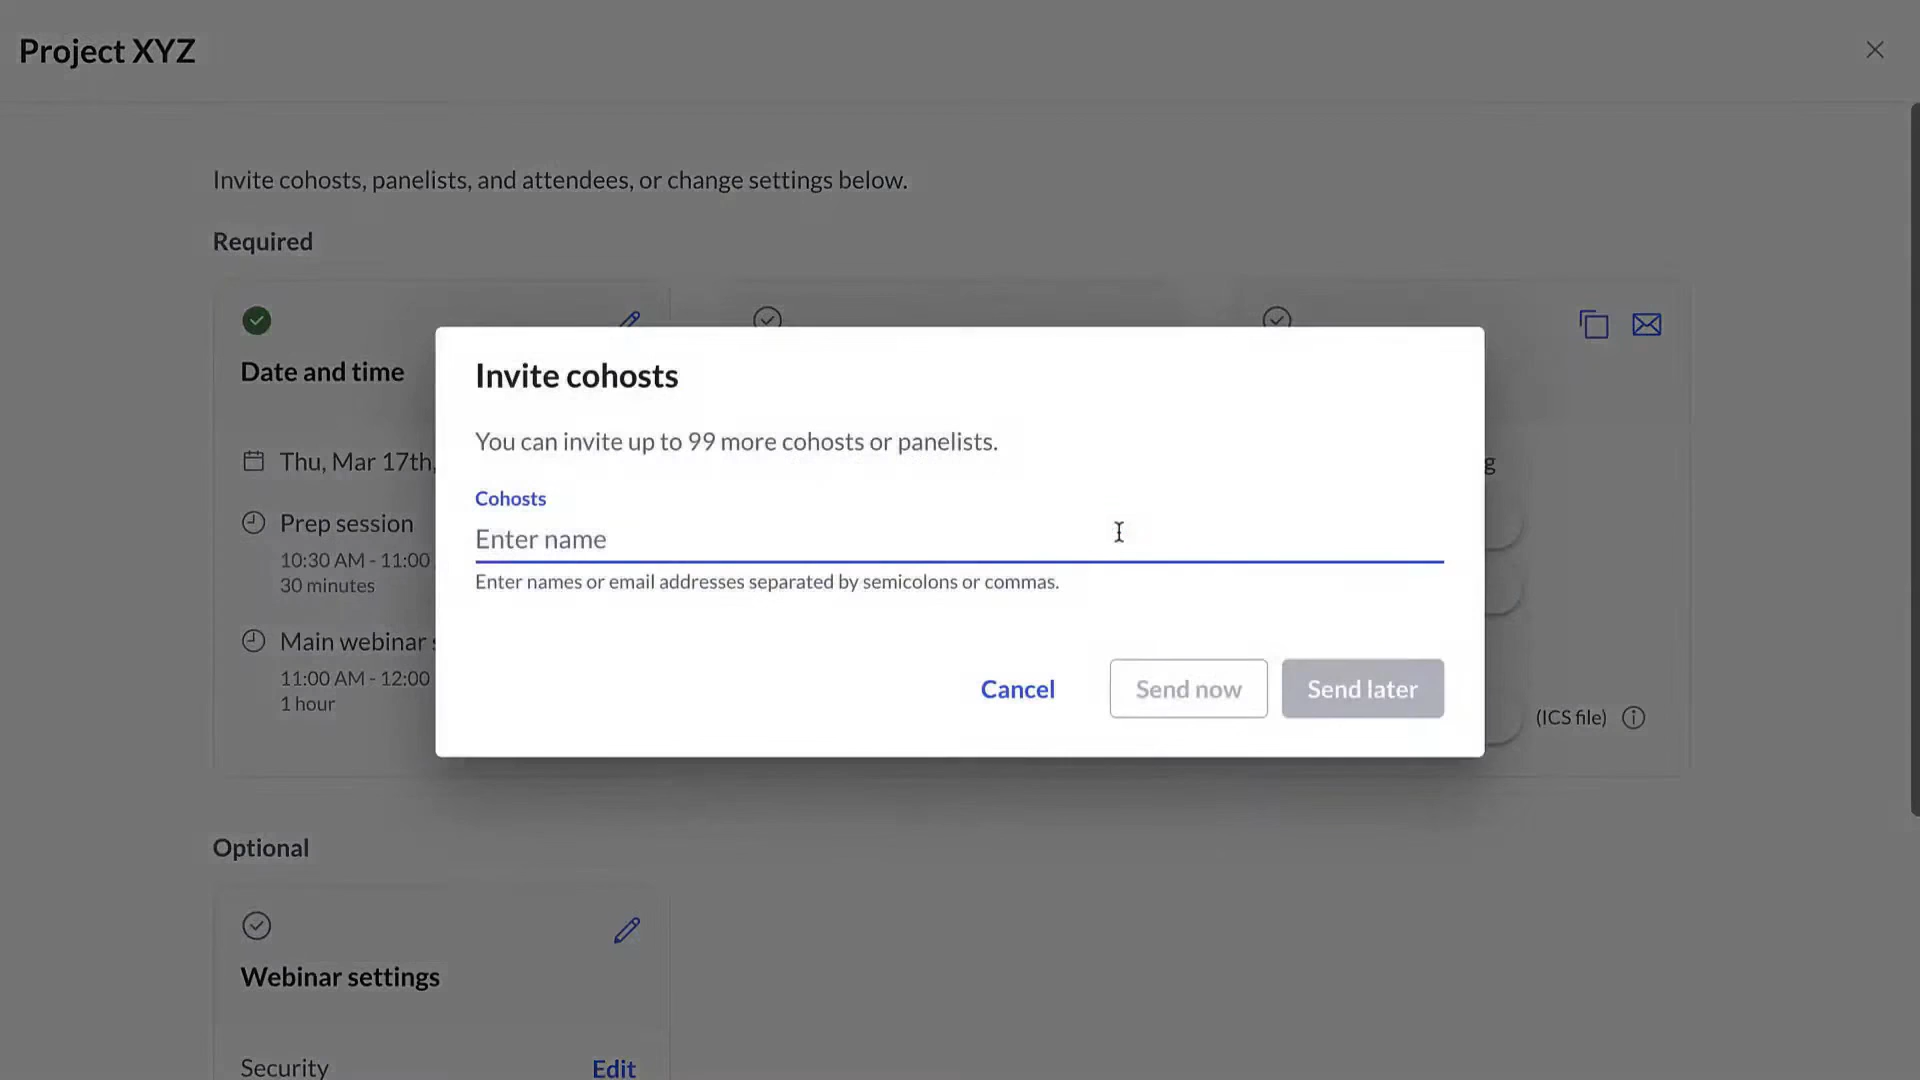 Project XYZ
Invite cohosts, panelists, and attendees, or change settings below.
Required
Date and time
Thu, Mar 17th,
Prep session
10:30 AM - 11:00
30 minutes
Main webinar
11:00 AM - 12:00
1 hour
Invite cohosts
You can invite up to 99 more cohosts or panelists.
Cohosts
Enter name
Enter names or email addresses separated by semicolons or commas.
Cancel
Send now
Send later
(ICS file)
Optional
Webinar settings
Security
Edit